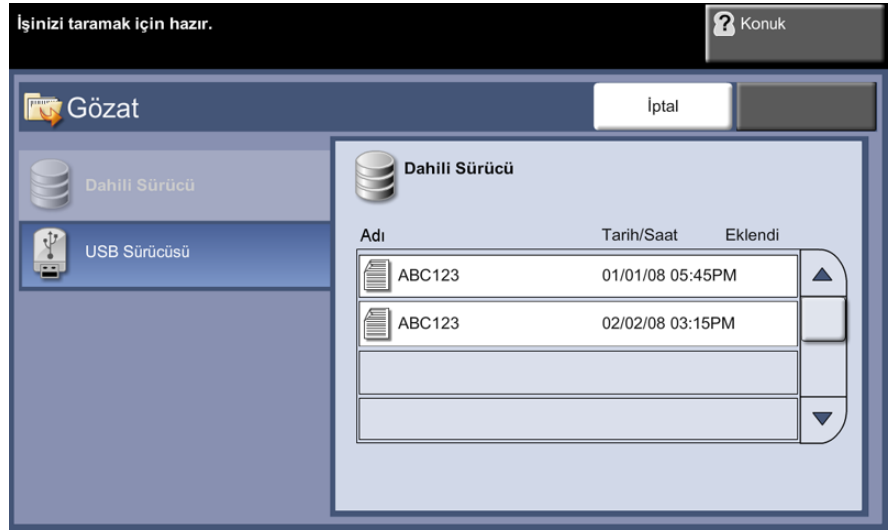 İşinizi taramak için hazır.
Konuk
Gözat
İptal
Dahili Sürücü
USB Sürücüsü
Dahili Sürücü
Adı Tarih/Saat Eklendi
ABC123 01/01/08 05:45PM
ABC123 02/02/08 03:15PM